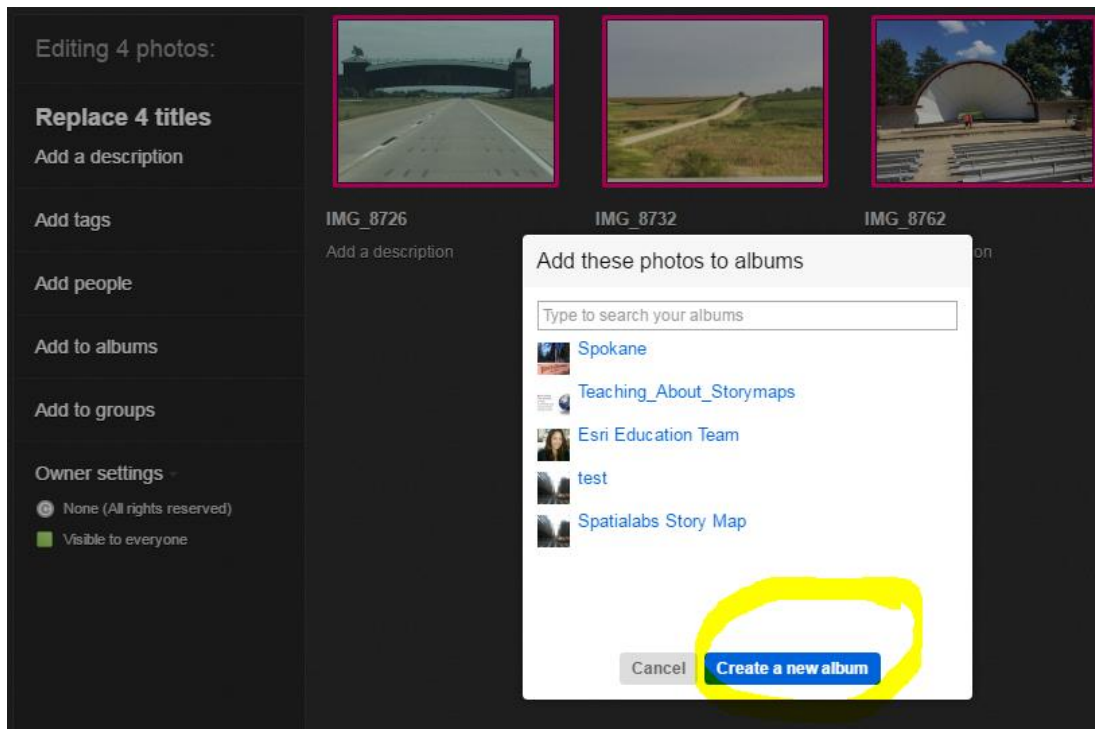 Editing 4 photos:
Replace 4 titles
Add a description
Add tags
Add people
Add to albums
Add to groups
Owner settings
None (All rights reserved)
Visible to everyone
IMG_8726
Add a description
IMG_8732
IMG_8762
on
Add these photos to albums
Type to search your albums
Spokane
Teaching_About_Storymaps
Esri Education Team
test
Spatialabs Story Map
Cancel
Create a new album